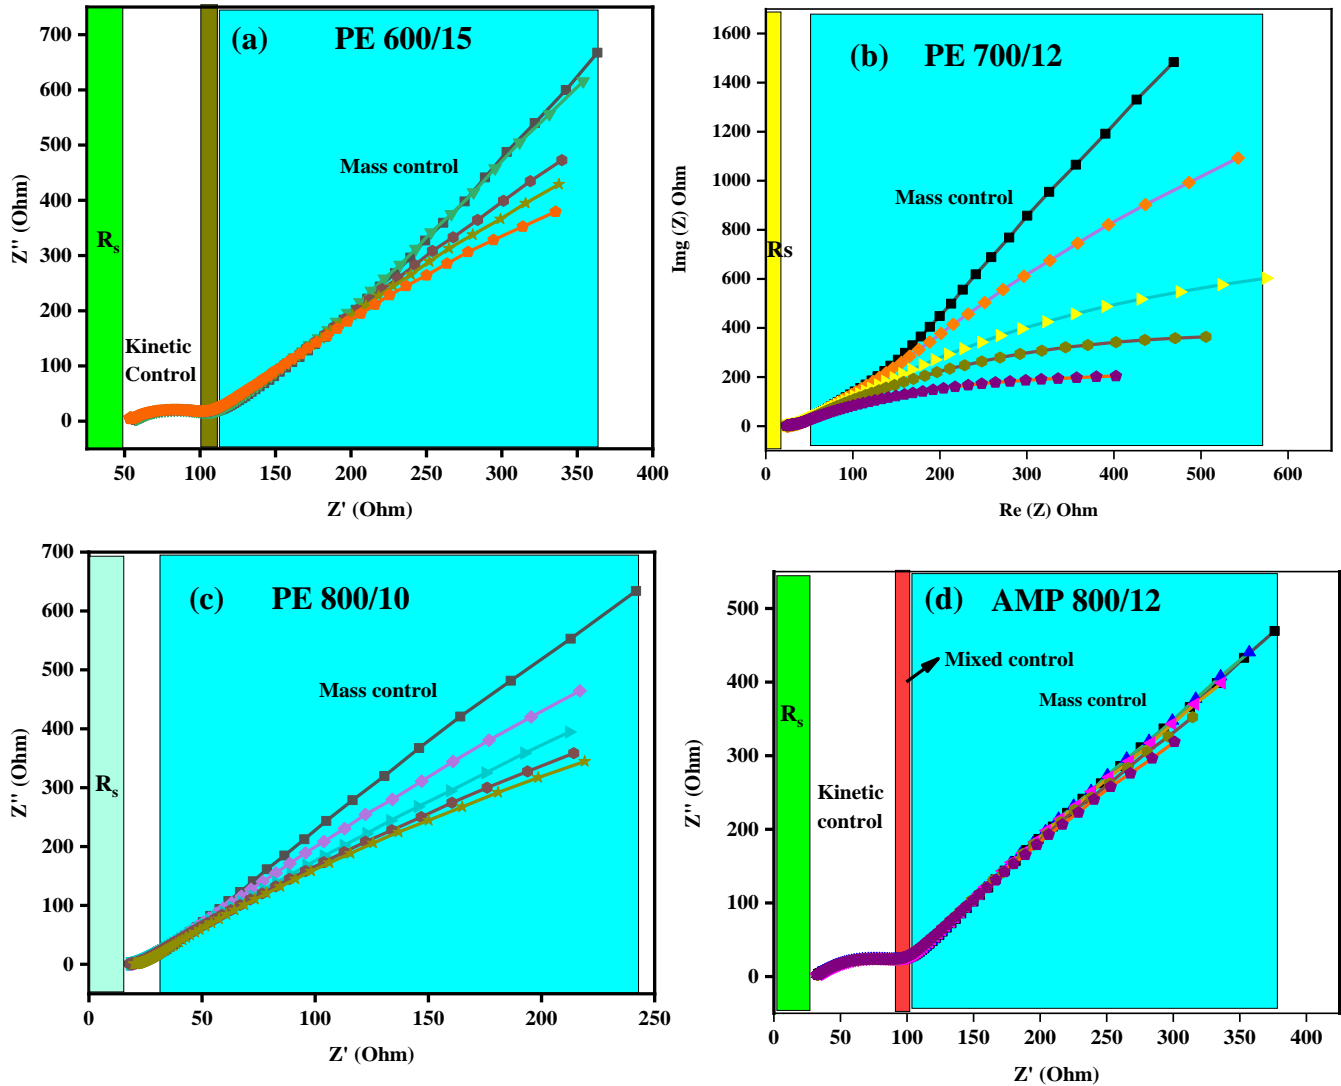 (a) PE 600/15
Mass control
R_s
Kinetic
Control
Z'' (Ohm)
700
600
500
400
300
200
100
0
50 100 150 200 250 300 350 400
Z' (Ohm)
(b) PE 700/12
Mass control
Rs
Img (Z) Ohm
1600
1400
1200
1000
800
600
400
200
0
0 100 200 300 400 500 600
Re (Z) Ohm
(c) PE 800/10
Mass control
R_s
Z'' (Ohm)
700
600
500
400
300
200
100
0
0 50 100 150 200 250
Z' (Ohm)
(d) AMP 800/12
Mixed control
Mass control
R_s
Kinetic
control
Z'' (Ohm)
500
400
300
200
100
0
0 50 100 150 200 250 300 350 400
Z' (Ohm)